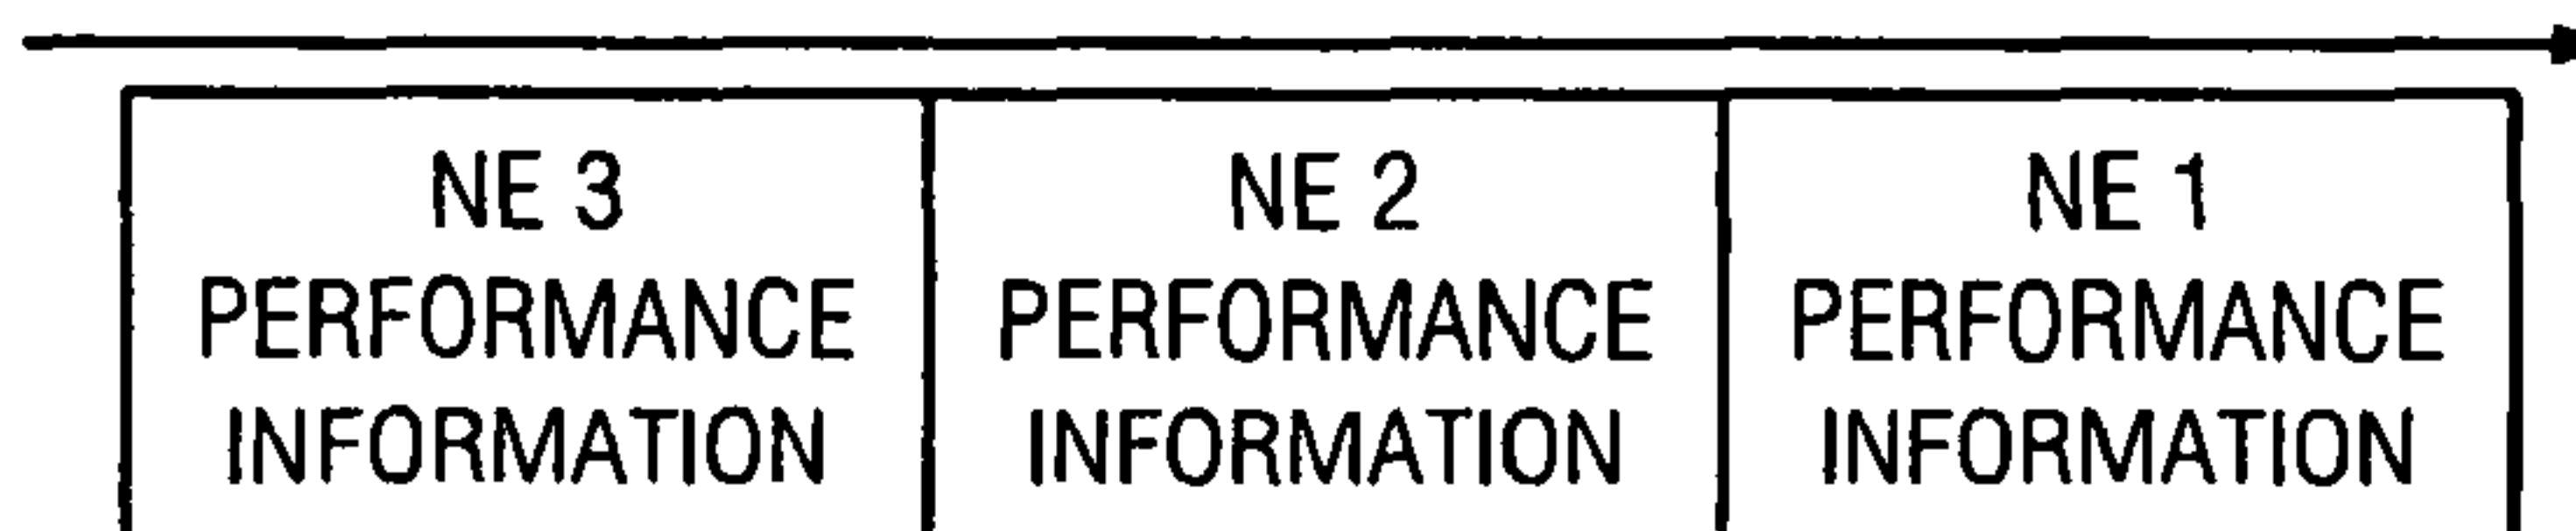 NE 3
PERFORMANCE
INFORMATION
NE 2
PERFORMANCE
INFORMATION
NE 1
PERFORMANCE
INFORMATION